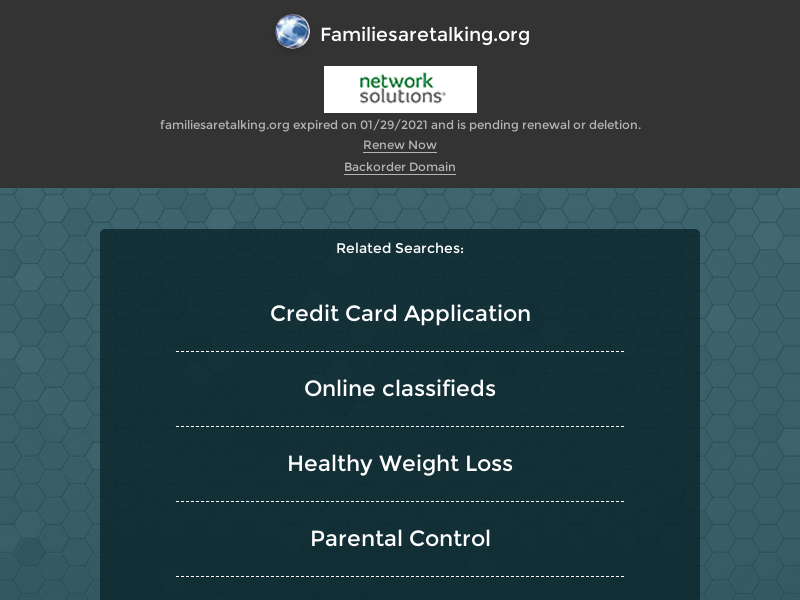 Familiesaretalking.org
network
solutions®
familiesaretalking.org expired on 01/29/2021 and is pending renewal or deletion.
Renew Now
Backorder Domain
Related Searches:
Credit Card Application
Online classifieds
Healthy Weight Loss
Parental Control